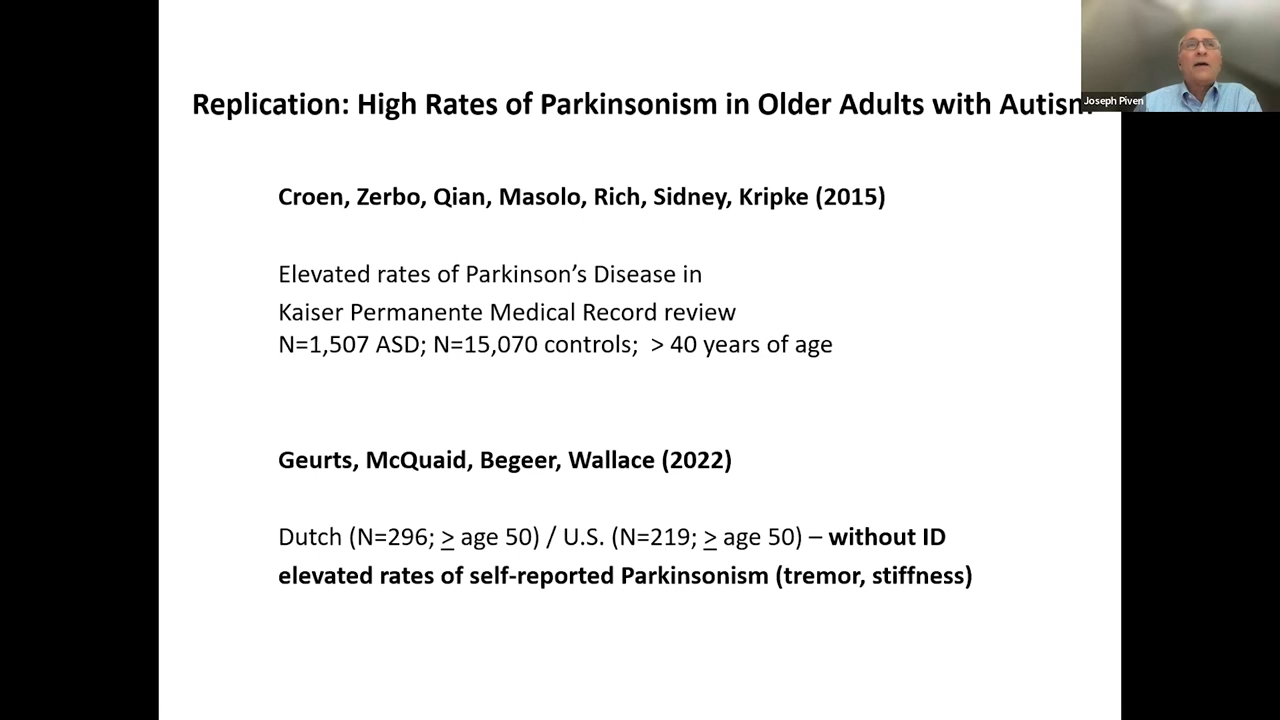 Replication: High Rates of Parkinsonism in Older Adults with Autism
Joseph Piven
Croen, Zerbo, Qian, Masolo, Rich, Sidney, Kripke (2015)
Elevated rates of Parkinson’s Disease in
Kaiser Permanente Medical Record review
N=1,507 ASD; N=15,070 controls;  > 40 years of age
Geurts, McQuaid, Begeer, Wallace (2022)
Dutch (N=296; > age 50) / U.S. (N=219; > age 50) – without ID
elevated rates of self-reported Parkinsonism (tremor, stiffness)